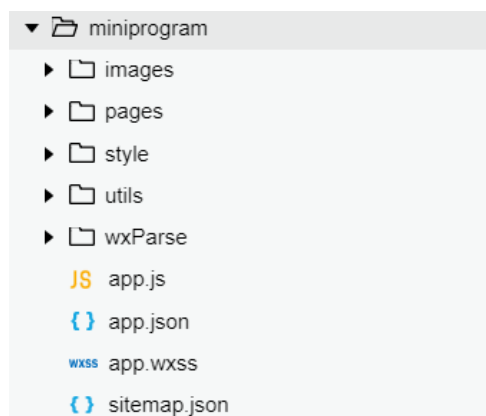 miniprogram
images
pages
style
utils
wxParse
JS app.js
{ } app.json
wxss app.wxss
{ } sitemap.json